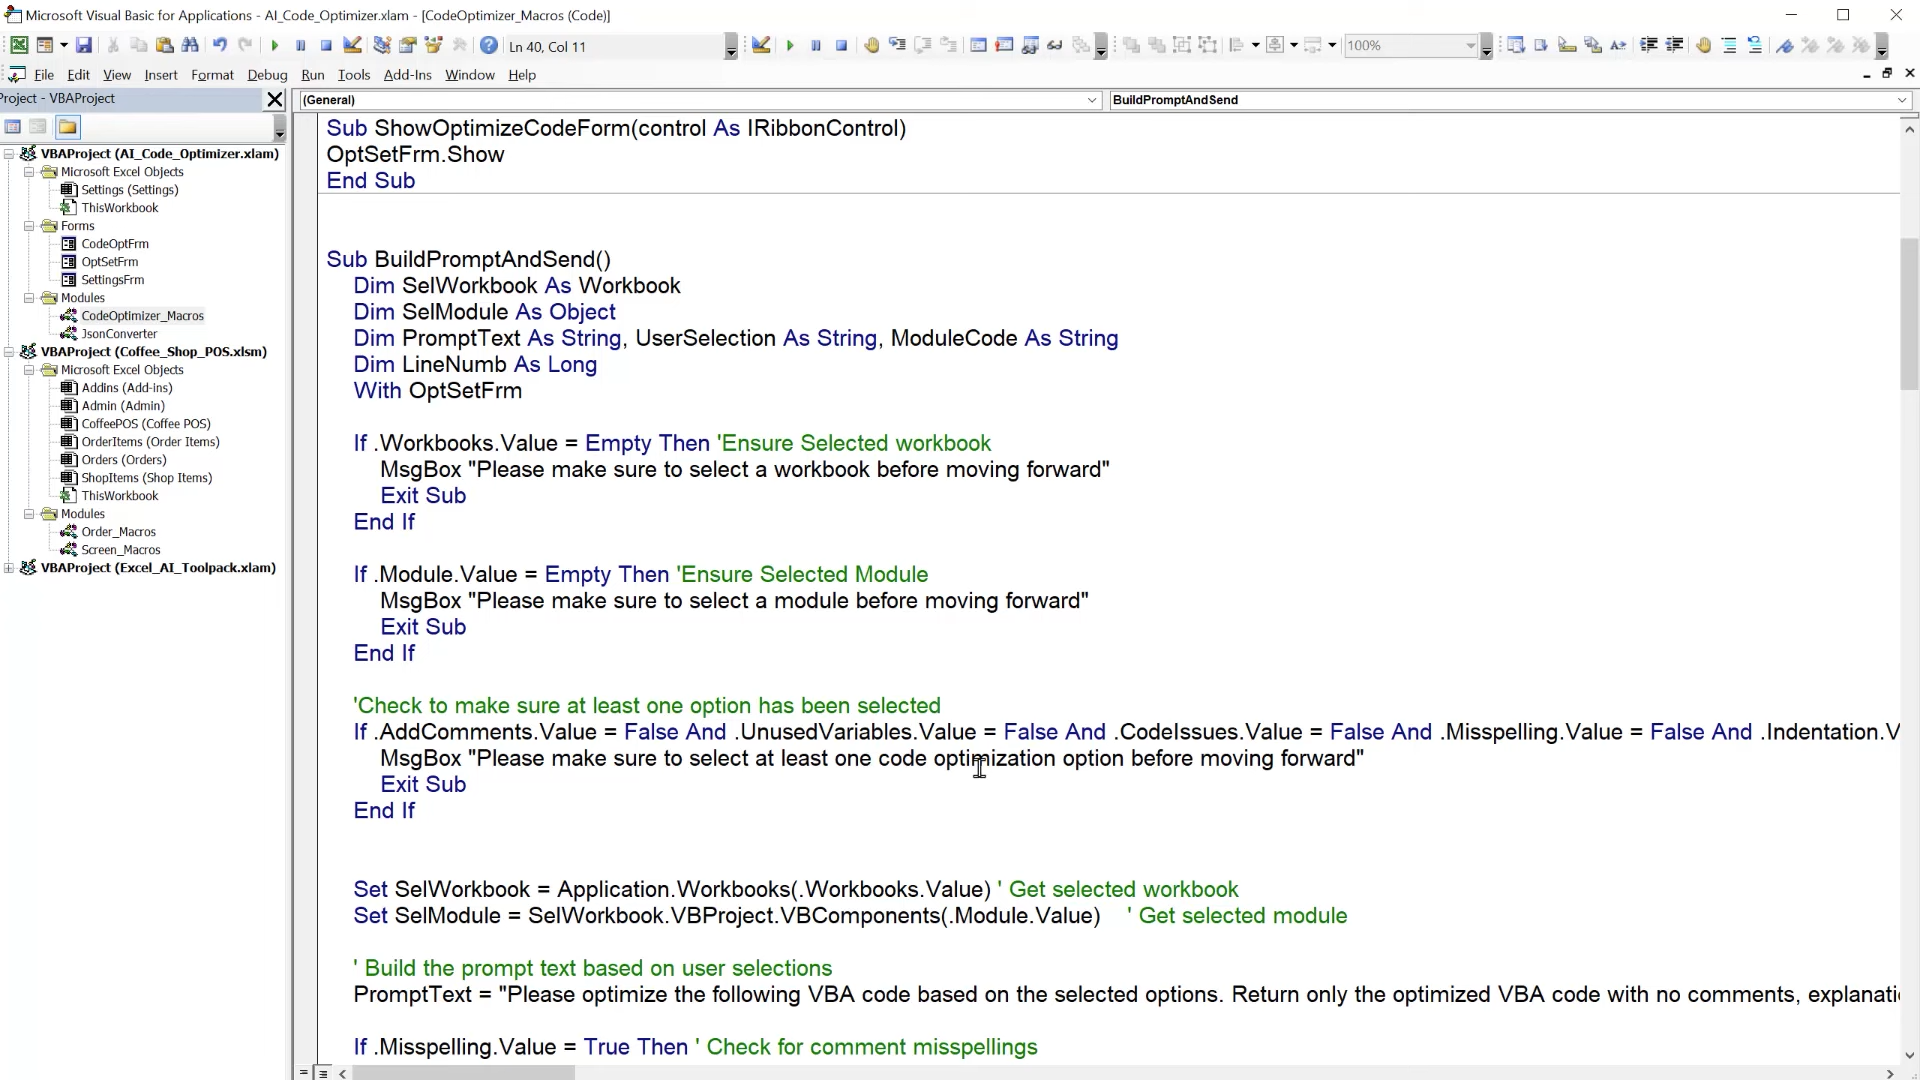 Microsoft Visual Basic for Applications - AI_Code_Optimizer.xlam - [CodeOptimizer_Macros (Code)]
Ln 40, Col 11
100%
File Edit View Insert Format Debug Run Tools Add-Ins Window Help
Project - VBAProject
VBAProject (AI_Code_Optimizer.xlam)
Microsoft Excel Objects
Settings (Settings)
ThisWorkbook
Forms
CodeOptFrm
OptSetFrm
SettingsFrm
Modules
CodeOptimizer_Macros
JsonConverter
VBAProject (Coffee_Shop_POS.xlsm)
Microsoft Excel Objects
Addins (Add-ins)
Admin (Admin)
CoffeePOS (Coffee POS)
OrderItems (Order Items)
Orders (Orders)
ShopItems (Shop Items)
ThisWorkbook
Modules
Order_Macros
Screen_Macros
VBAProject (Excel_AI_Toolpack.xlam)
(General)
BuildPromptAndSend
Sub ShowOptimizeCodeForm(control As IRibbonControl)
OptSetFrm.Show
End Sub
Sub BuildPromptAndSend()
Dim SelWorkbook As Workbook
Dim SelModule As Object
Dim PromptText As String, UserSelection As String, ModuleCode As String
Dim LineNumb As Long
With OptSetFrm
If .Workbooks.Value = Empty Then 'Ensure Selected workbook
MsgBox "Please make sure to select a workbook before moving forward"
Exit Sub
End If
If .Module.Value = Empty Then 'Ensure Selected Module
MsgBox "Please make sure to select a module before moving forward"
Exit Sub
End If
'Check to make sure at least one option has been selected
If .AddComments.Value = False And .UnusedVariables.Value = False And .CodeIssues.Value = False And .Misspelling.Value = False And .Indentation.V
MsgBox "Please make sure to select at least one code optimization option before moving forward"
Exit Sub
End If
Set SelWorkbook = Application.Workbooks(.Workbooks.Value) ' Get selected workbook
Set SelModule = SelWorkbook.VBProject.VBComponents(.Module.Value) ' Get selected module
' Build the prompt text based on user selections
PromptText = "Please optimize the following VBA code based on the selected options. Return only the optimized VBA code with no comments, explanati
If .Misspelling.Value = True Then ' Check for comment misspellings